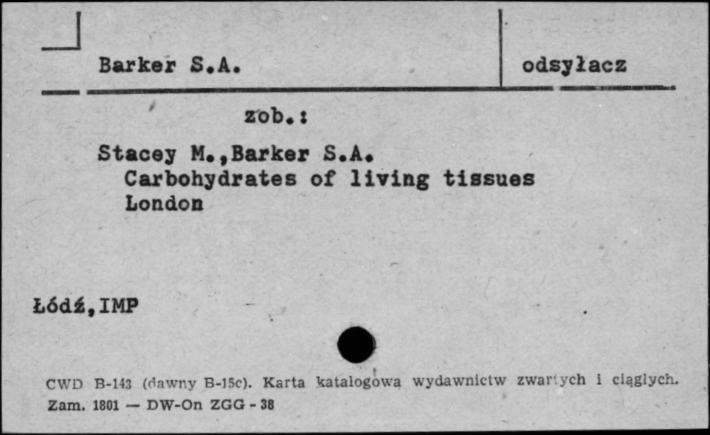 Barker S.A. odsyłacz
zob.:
Stacey M.,Barker S.A.
Carbohydrates of living tissues
London
Łódź,IMP
CWD B-143 (dawny B-15c). Karta katalogowa wydawnictw zwartych i ciągłych.
Zam. 1801 — DW-On ZGG - 38